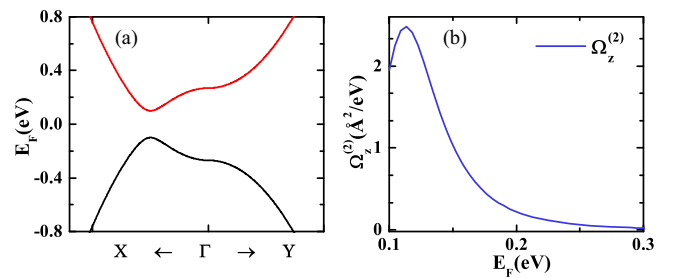 (a)
E_F(eV)
0.8
0.4
0.0
-0.4
-0.8
X ← Γ → Y
(b)
Ω_z^(2)
Ω_z^(2)(Å²/eV)
2
1
0
0.1 0.2 0.3
E_F(eV)